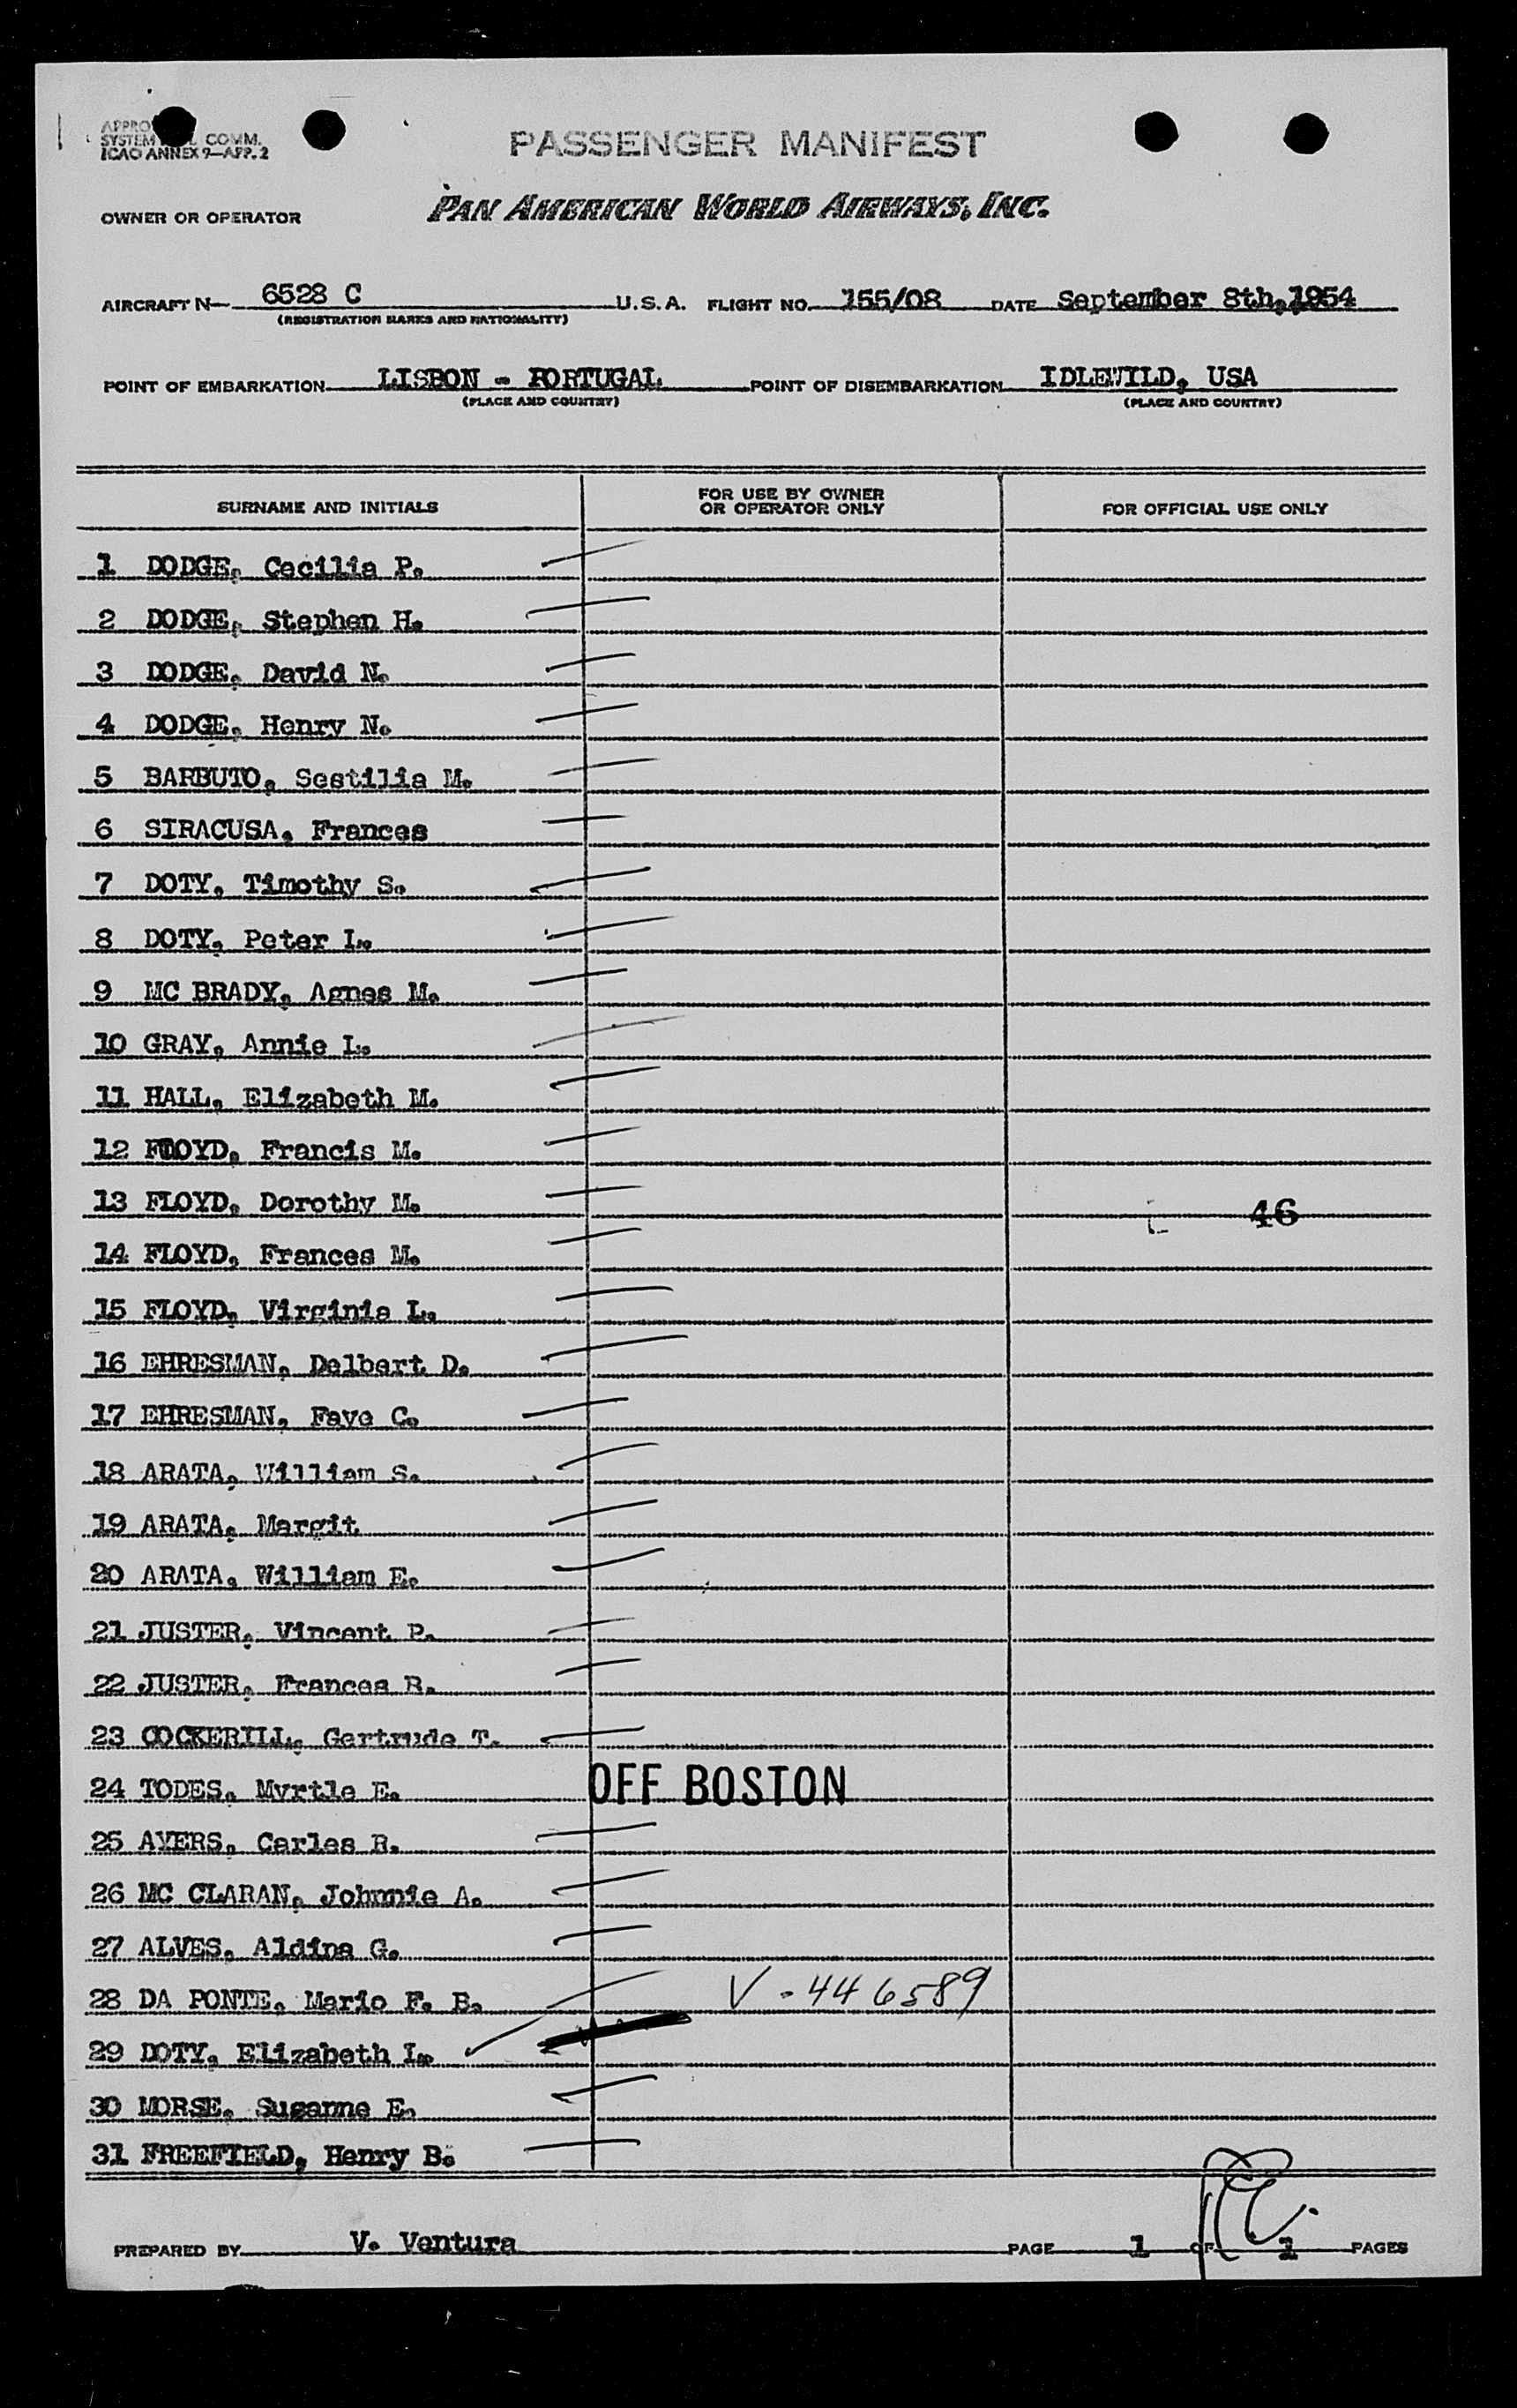 APPRO
SYSTEM COMM.
ICAO ANNEX 9—APP. 2
PASSENGER MANIFEST
OWNER OR OPERATOR PAN AMERICAN WORLD AIRWAYS, INC.
AIRCRAFT N— 6528 C U.S.A. FLIGHT NO. 155/08 DATE September 8th,1954
(REGISTRATION MARKS AND NATIONALITY)
POINT OF EMBARKATION LISBON - PORTUGAL POINT OF DISEMBARKATION IDLEWILD, USA
(PLACE AND COUNTRY) (PLACE AND COUNTRY)
SURNAME AND INITIALS FOR USE BY OWNER OR OPERATOR ONLY FOR OFFICIAL USE ONLY
1 DODGE, Cecilia P.
2 DODGE, Stephen H.
3 DODGE, David N.
4 DODGE, Henry N.
5 BARBUTO, Sestilia M.
6 SIRACUSA, Frances
7 DOTY, Timothy S.
8 DOTY, Peter L.
9 MC BRADY, Agnes M.
10 GRAY, Annie L.
11 HALL, Elizabeth M.
12 FLOYD, Francis M.
13 FLOYD, Dorothy M. 46
14 FLOYD, Frances M.
15 FLOYD, Virginia L.
16 EHRESMAN, Delbert D.
17 EHRESMAN, Faye C.
18 ARATA, William S.
19 ARATA, Margit
20 ARATA, William E.
21 JUSTER, Vincent P.
22 JUSTER, Frances R.
23 COCKERILL, Gertrude T.
24 TODES, Myrtle E. OFF BOSTON
25 AYERS, Carles R.
26 MC CLARAN, Johnnie A.
27 ALVES, Aldina G.
28 DA PONTE, Mario F. B. V-446589
29 DOTY, Elizabeth L.
30 MORSE, Susanne E.
31 FREEFIELD, Henry B.
PREPARED BY V. Ventura PAGE 1 OF 1 PAGES